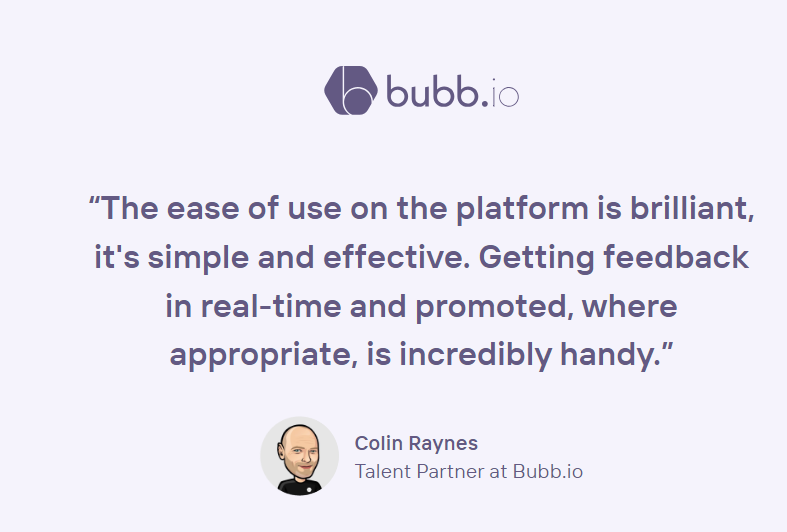 bubb.io
“The ease of use on the platform is brilliant,
it's simple and effective. Getting feedback
in real-time and promoted, where
appropriate, is incredibly handy.”
Colin Raynes
Talent Partner at Bubb.io